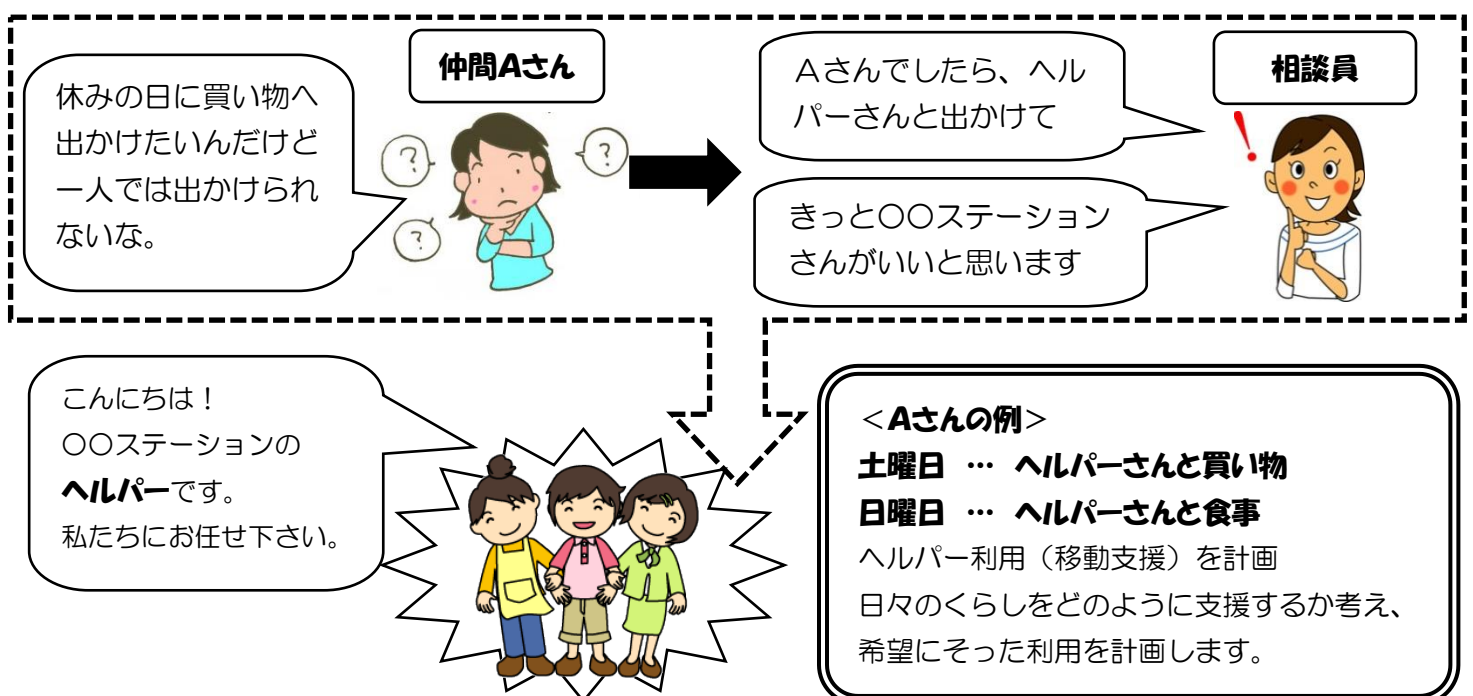 仲間Aさん
休みの日に買い物へ
出かけたいんだけど
一人では出かけられ
ないな。
?
?
?
相談員
Aさんでしたら、ヘル
パーさんと出かけて
きっと〇〇ステーション
さんがいいと思います
!
こんにちは！
〇〇ステーションの
ヘルパーです。
私たちにお任せ下さい。
＜Aさんの例＞
土曜日 … ヘルパーさんと買い物
日曜日 … ヘルパーさんと食事
ヘルパー利用（移動支援）を計画
日々のくらしをどのように支援するか考え、
希望にそった利用を計画します。